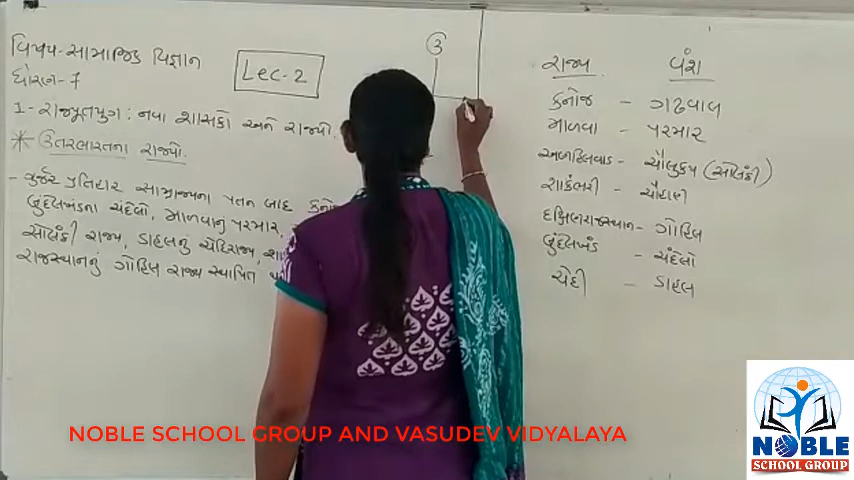 વિષય-સામાજિક વિજ્ઞાન
ધોરણ-7
Lec-2
1-રાજપૂતયુગ: નવા શાસકો અને રાજ્યો.
* ઉત્તરભારતના રાજ્યો.
- ગુર્જર પ્રતિહાર સામ્રાજ્યના પતન બાદ કનો
બુંદેલખંડના ચંદેલો, માળવાનુ પરમાર,
સોલંકી રાજ્ય, ડાહલનું ચેદિરાજ્ય, શા
રાજસ્થાનનું ગોહિલ રાજ્ય સ્થાપિત
૩
રાજ્ય વંશ
કનોજ - ગઢવાલ
માળવા - પરમાર
અણહિલવાડ - ચૌલુક્ય (સોલંકી)
શાકંભરી - ચૌહાણ
દક્ષિણરાજસ્થાન - ગોહિલ
બુંદેલખંડ - ચંદેલો
ચેદી - ડાહલ
NOBLE SCHOOL GROUP AND VASUDEV VIDYALAYA
NOBLE
SCHOOL GROUP